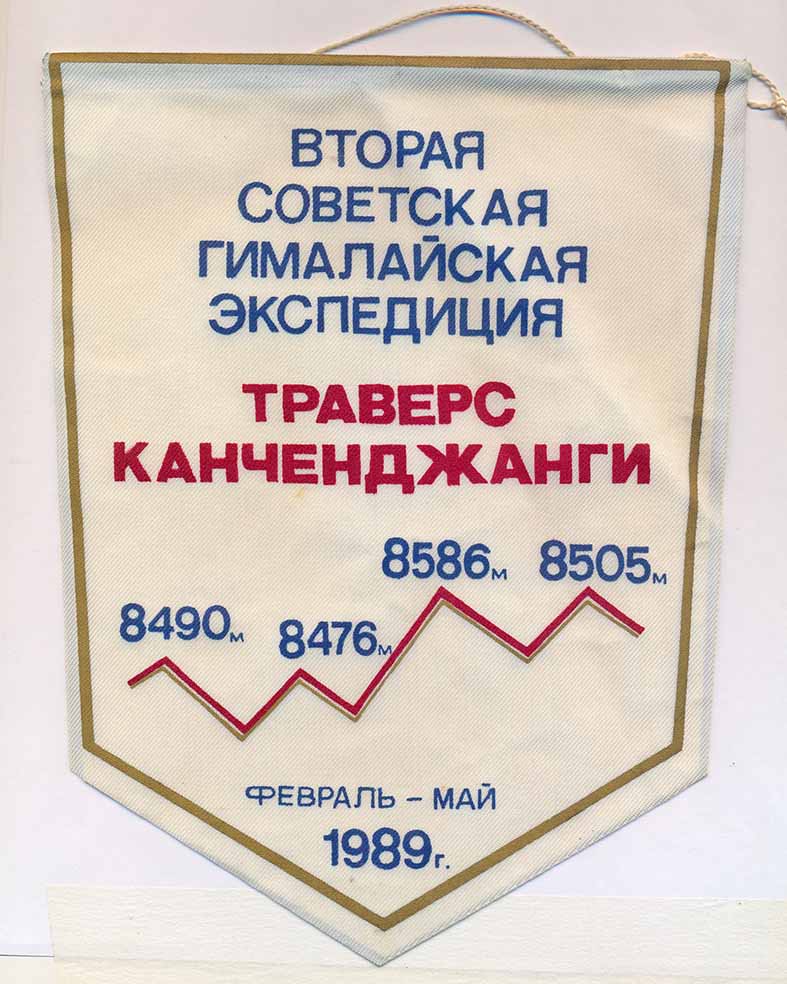 ВТОРАЯ
СОВЕТСКАЯ
ГИМАЛАЙСКАЯ
ЭКСПЕДИЦИЯ
ТРАВЕРС
КАНЧЕНДЖАНГИ
8586м 8505м
8490м 8476м
ФЕВРАЛЬ – МАЙ
1989г.